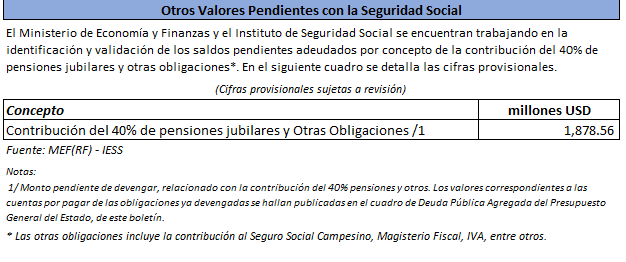 Otros Valores Pendientes con la Seguridad Social
El Ministerio de Economía y Finanzas y el Instituto de Seguridad Social se encuentran trabajando en la
identificación y validación de los saldos pendientes adeudados por concepto de la contribución del 40% de
pensiones jubilares y otras obligaciones*. En el siguiente cuadro se detalla las cifras provisionales.
(Cifras provisionales sujetas a revisión)
Concepto millones USD
Contribución del 40% de pensiones jubilares y Otras Obligaciones /1 1,878.56
Fuente: MEF(RF) - IESS
Notas:
1/ Monto pendiente de devengar, relacionado con la contribución del 40% pensiones y otros. Los valores correspondientes a las
cuentas por pagar de las obligaciones ya devengadas se hallan publicadas en el cuadro de Deuda Pública Agregada del Presupuesto
General del Estado, de este boletín.
* Las otras obligaciones incluye la contribución al Seguro Social Campesino, Magisterio Fiscal, IVA, entre otros.